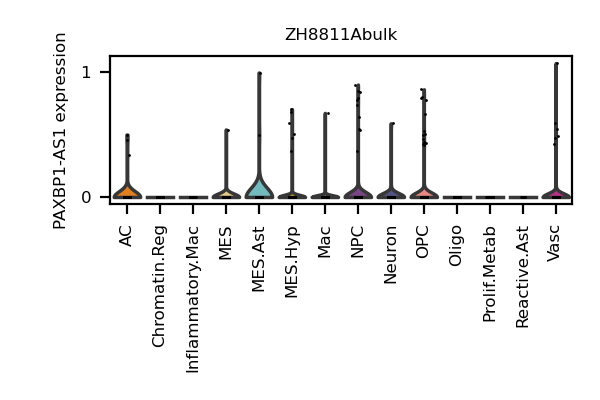 ZH8811Abulk
PAXBP1-AS1 expression
1
0
AC
Chromatin.Reg
Inflammatory.Mac
MES
MES.Ast
MES.Hyp
Mac
NPC
Neuron
OPC
Oligo
Prolif.Metab
Reactive.Ast
Vasc